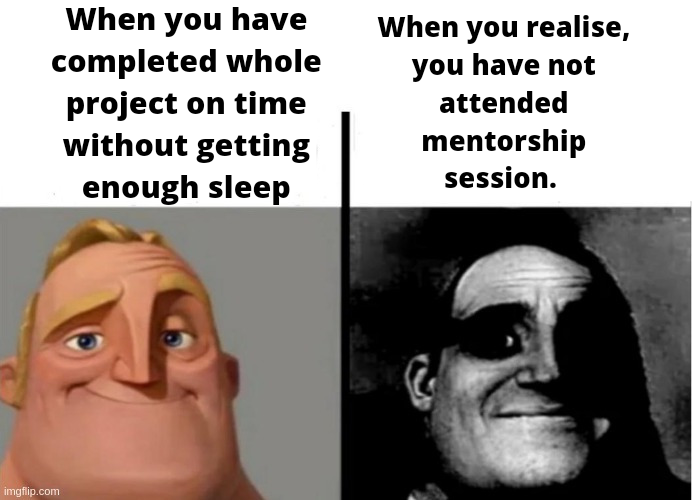 When you have
completed whole
project on time
without getting
enough sleep
When you realise,
you have not
attended
mentorship
session.
imgflip.com